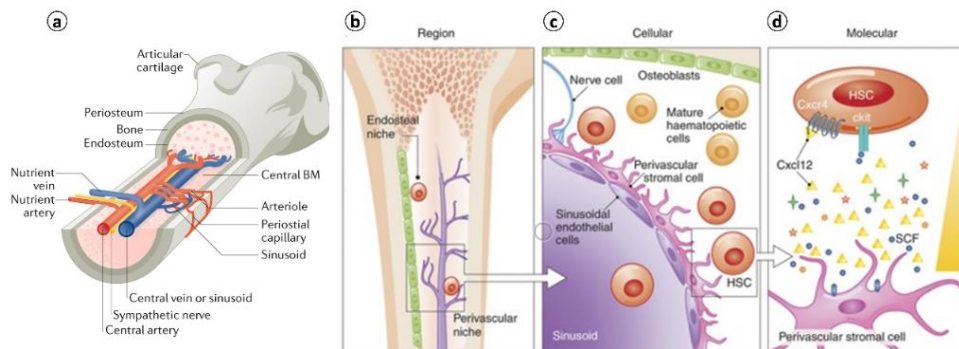 a
Articular
cartilage
Periosteum
Bone
Endosteum
Nutrient
vein
Nutrient
artery
Central BM
Arteriole
Periostial
capillary
Sinusoid
Central vein or sinusoid
Sympathetic nerve
Central artery
b
Region
Endosteal
niche
Perivascular
niche
c
Cellular
Nerve cell
Osteoblasts
Mature
haematopoietic
cells
Perivascular
stromal cell
Sinusoidal
endothelial
cells
HSC
Sinusoid
d
Molecular
HSC
Cxcr4
ckit
Cxcl12
SCF
Perivascular stromal cell